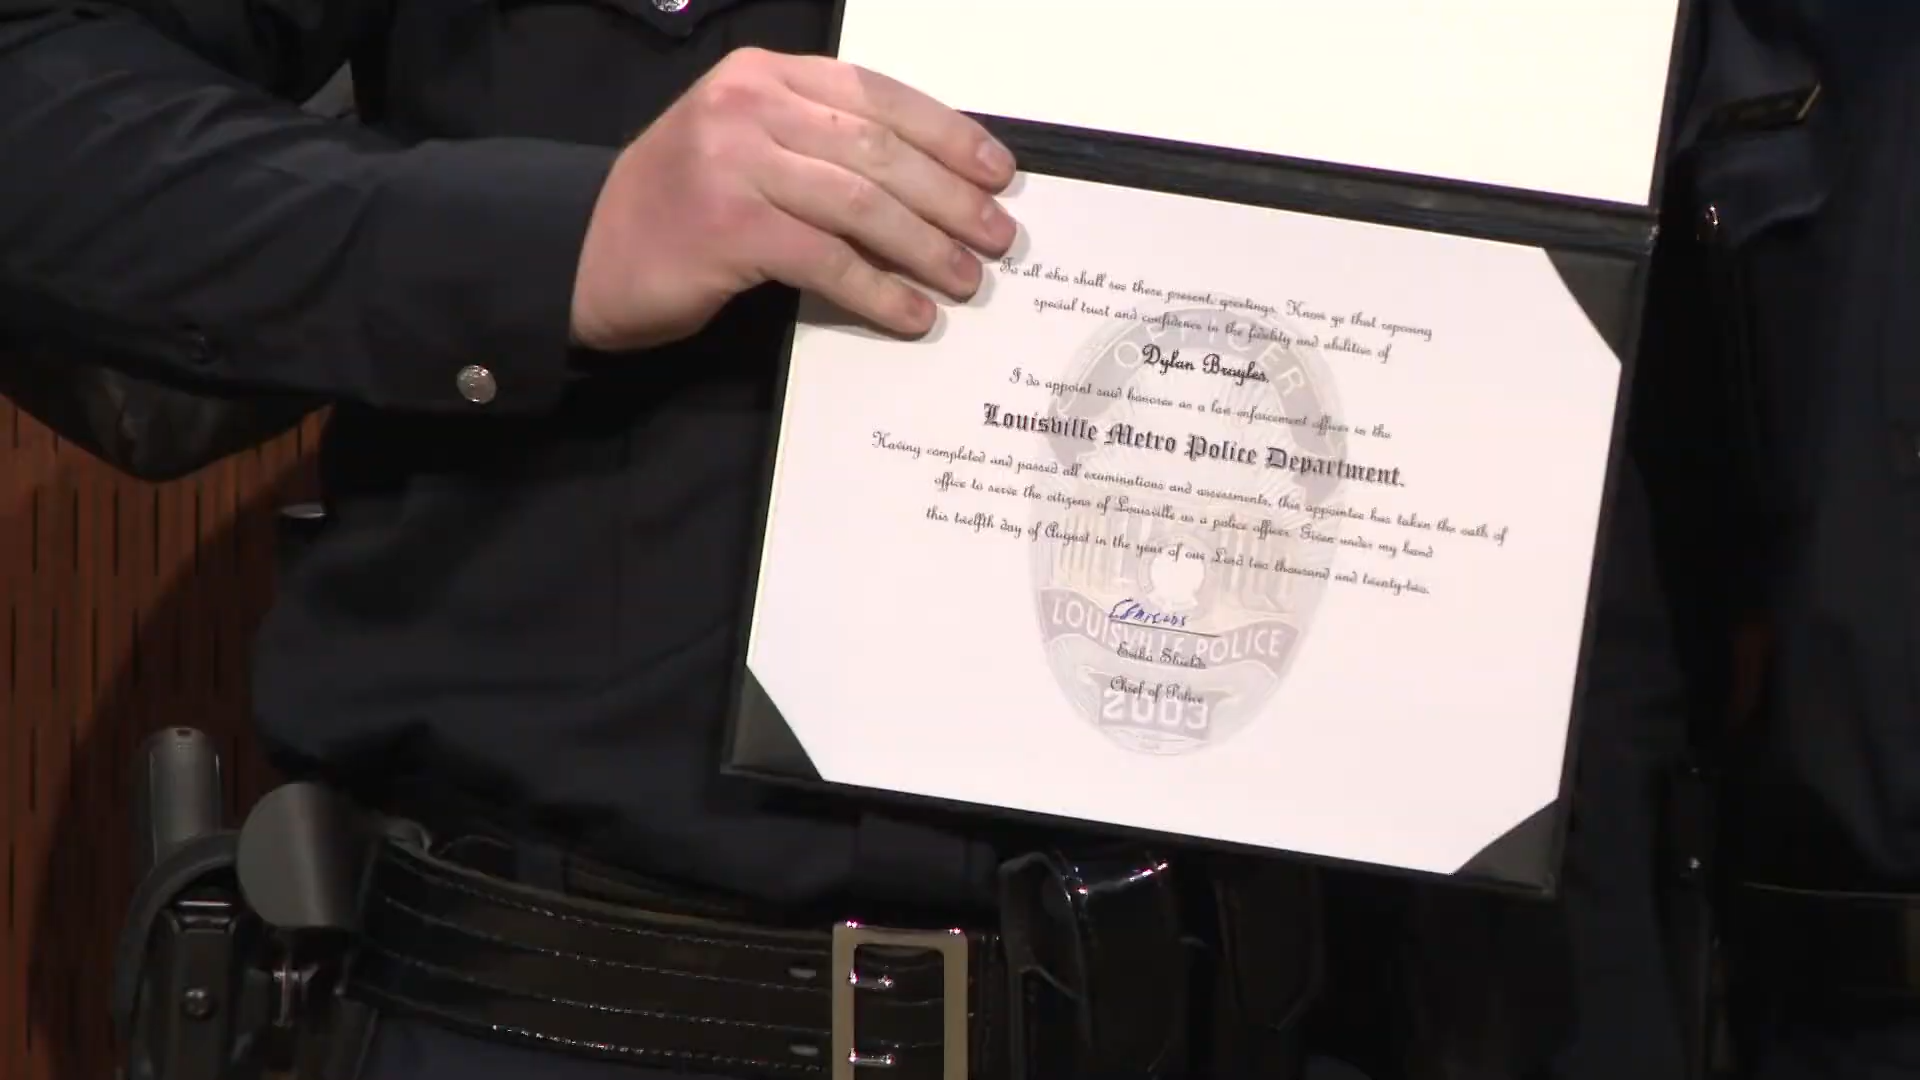 To all who shall see these present, greetings. Know ye that reposing
special trust and confidence in the fidelity and abilities of
Dylan Broyles,
I do appoint said honoree as a law enforcement officer in the
Louisville Metro Police Department.
Having completed and passed all examinations and assessments, this appointee has taken the oath of
office to serve the citizens of Louisville as a police officer. Given under my hand
this twelfth day of August in the year of our Lord two thousand and twenty-two.
Erika Shields
Chief of Police
OFFICER
LOUISVILLE POLICE
2003